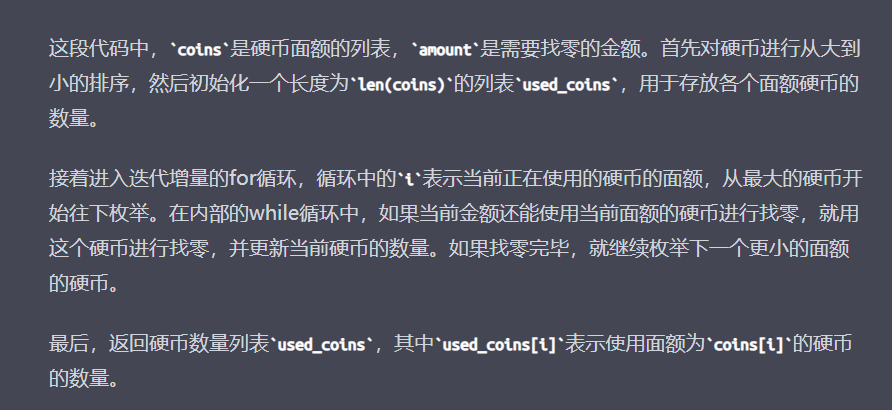 这段代码中，`coins`是硬币面额的列表，`amount`是需要找零的金额。首先对硬币进行从大到
小的排序，然后初始化一个长度为`len(coins)`的列表`used_coins`，用于存放各个面额硬币的
数量。
接着进入迭代增量的for循环，循环中的`i`表示当前正在使用的硬币的面额，从最大的硬币开
始往下枚举。在内部的while循环中，如果当前金额还能使用当前面额的硬币进行找零，就用
这个硬币进行找零，并更新当前硬币的数量。如果找零完毕，就继续枚举下一个更小的面额
的硬币。
最后，返回硬币数量列表`used_coins`，其中`used_coins[i]`表示使用面额为`coins[i]`的硬币
的数量。